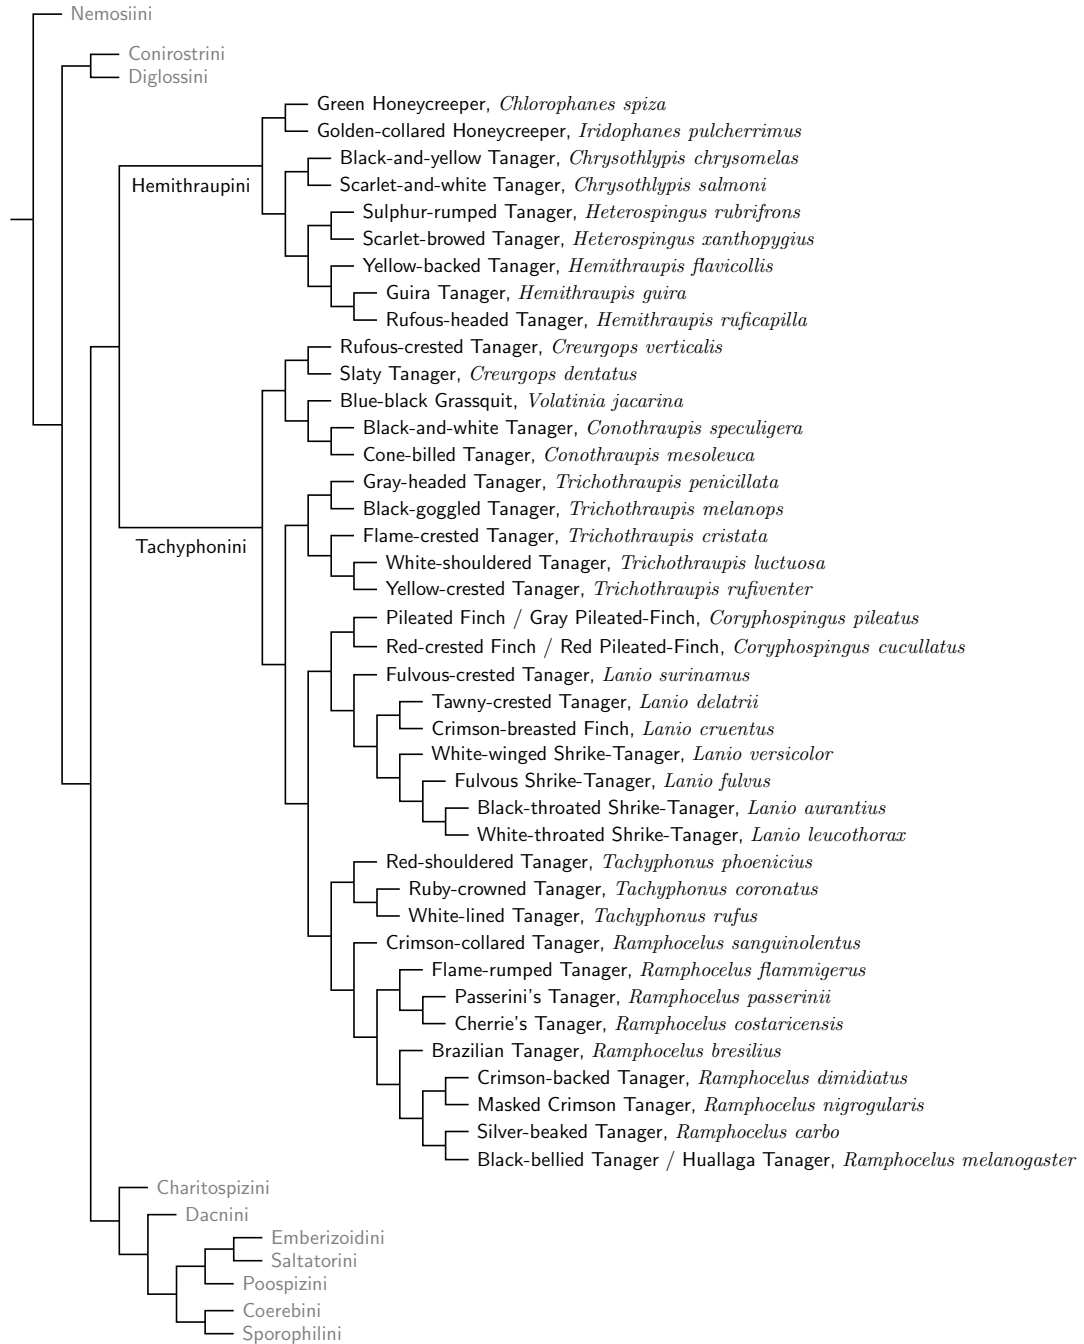 Nemosiini
Conirostrini
Diglossini
Green Honeycreeper, Chlorophanes spiza
Golden-collared Honeycreeper, Iridophanes pulcherrimus
Black-and-yellow Tanager, Chrysothlypis chrysomelas
Hemithraupini
Scarlet-and-white Tanager, Chrysothlypis salmoni
Sulphur-rumped Tanager, Heterospingus rubrifrons
Scarlet-browed Tanager, Heterospingus xanthopygius
Yellow-backed Tanager, Hemithraupis flavicollis
Guira Tanager, Hemithraupis guira
Rufous-headed Tanager, Hemithraupis ruficapilla
Rufous-crested Tanager, Creurgops verticalis
Slaty Tanager, Creurgops dentatus
Blue-black Grassquit, Volatinia jacarina
Black-and-white Tanager, Conothraupis speculigera
Cone-billed Tanager, Conothraupis mesoleuca
Gray-headed Tanager, Trichothraupis penicillata
Black-goggled Tanager, Trichothraupis melanops
Flame-crested Tanager, Trichothraupis cristata
Tachyphonini
White-shouldered Tanager, Trichothraupis luctuosa
Yellow-crested Tanager, Trichothraupis rufiventer
Pileated Finch / Gray Pileated-Finch, Coryphospingus pileatus
Red-crested Finch / Red Pileated-Finch, Coryphospingus cucullatus
Fulvous-crested Tanager, Lanio surinamus
Tawny-crested Tanager, Lanio delatrii
Crimson-breasted Finch, Lanio cruentus
White-winged Shrike-Tanager, Lanio versicolor
Fulvous Shrike-Tanager, Lanio fulvus
Black-throated Shrike-Tanager, Lanio aurantius
White-throated Shrike-Tanager, Lanio leucothorax
Red-shouldered Tanager, Tachyphonus phoenicius
Ruby-crowned Tanager, Tachyphonus coronatus
White-lined Tanager, Tachyphonus rufus
Crimson-collared Tanager, Ramphocelus sanguinolentus
Flame-rumped Tanager, Ramphocelus flammigerus
Passerini's Tanager, Ramphocelus passerinii
Cherrie's Tanager, Ramphocelus costaricensis
Brazilian Tanager, Ramphocelus bresilius
Crimson-backed Tanager, Ramphocelus dimidiatus
Masked Crimson Tanager, Ramphocelus nigrogularis
Silver-beaked Tanager, Ramphocelus carbo
Black-bellied Tanager / Huallaga Tanager, Ramphocelus melanogaster
Charitospizini
Dacnini
Emberizoidini
Saltatorini
Poospizini
Coerebini
Sporophilini